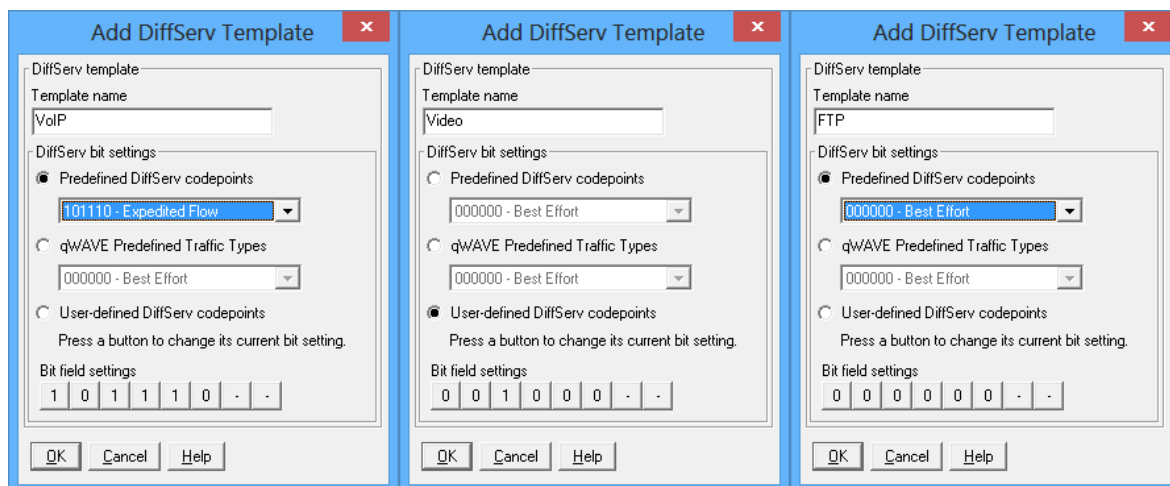 Add DiffServ Template
x
DiffServ template
Template name
VoIP
DiffServ bit settings
Predefined DiffServ codepoints
101110 - Expedited Flow
qWAVE Predefined Traffic Types
000000 - Best Effort
User-defined DiffServ codepoints
Press a button to change its current bit setting.
Bit field settings
1 0 1 1 1 0 - -
OK Cancel Help
Add DiffServ Template
x
DiffServ template
Template name
Video
DiffServ bit settings
Predefined DiffServ codepoints
000000 - Best Effort
qWAVE Predefined Traffic Types
000000 - Best Effort
User-defined DiffServ codepoints
Press a button to change its current bit setting.
Bit field settings
0 0 1 0 0 0 - -
OK Cancel Help
Add DiffServ Template
x
DiffServ template
Template name
FTP
DiffServ bit settings
Predefined DiffServ codepoints
000000 - Best Effort
qWAVE Predefined Traffic Types
000000 - Best Effort
User-defined DiffServ codepoints
Press a button to change its current bit setting.
Bit field settings
0 0 0 0 0 0 - -
OK Cancel Help